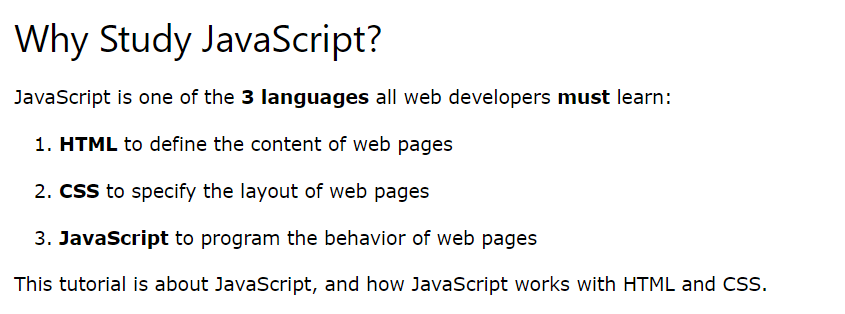 Why Study JavaScript?
JavaScript is one of the 3 languages all web developers must learn:
1. HTML to define the content of web pages
2. CSS to specify the layout of web pages
3. JavaScript to program the behavior of web pages
This tutorial is about JavaScript, and how JavaScript works with HTML and CSS.